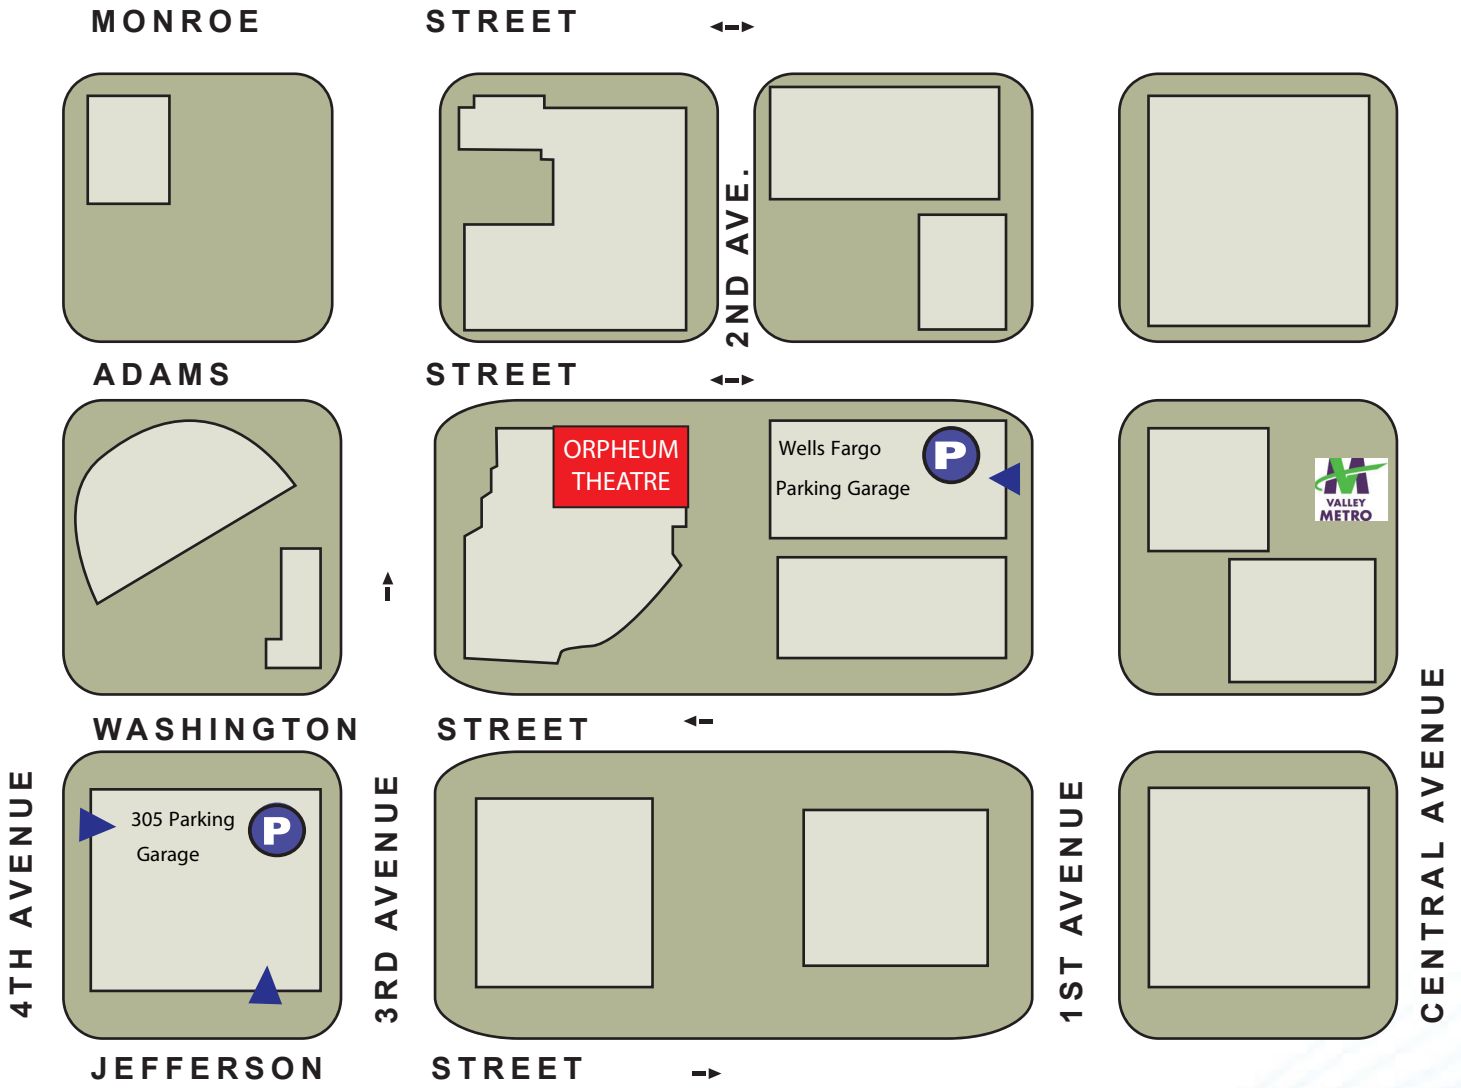 MONROE STREET
2ND AVE.
ADAMS STREET
ORPHEUM
THEATRE
Wells Fargo
Parking Garage
P
VALLEY
METRO
WASHINGTON STREET
4TH AVENUE
305 Parking
Garage
P
3RD AVENUE
1ST AVENUE
CENTRAL AVENUE
JEFFERSON STREET